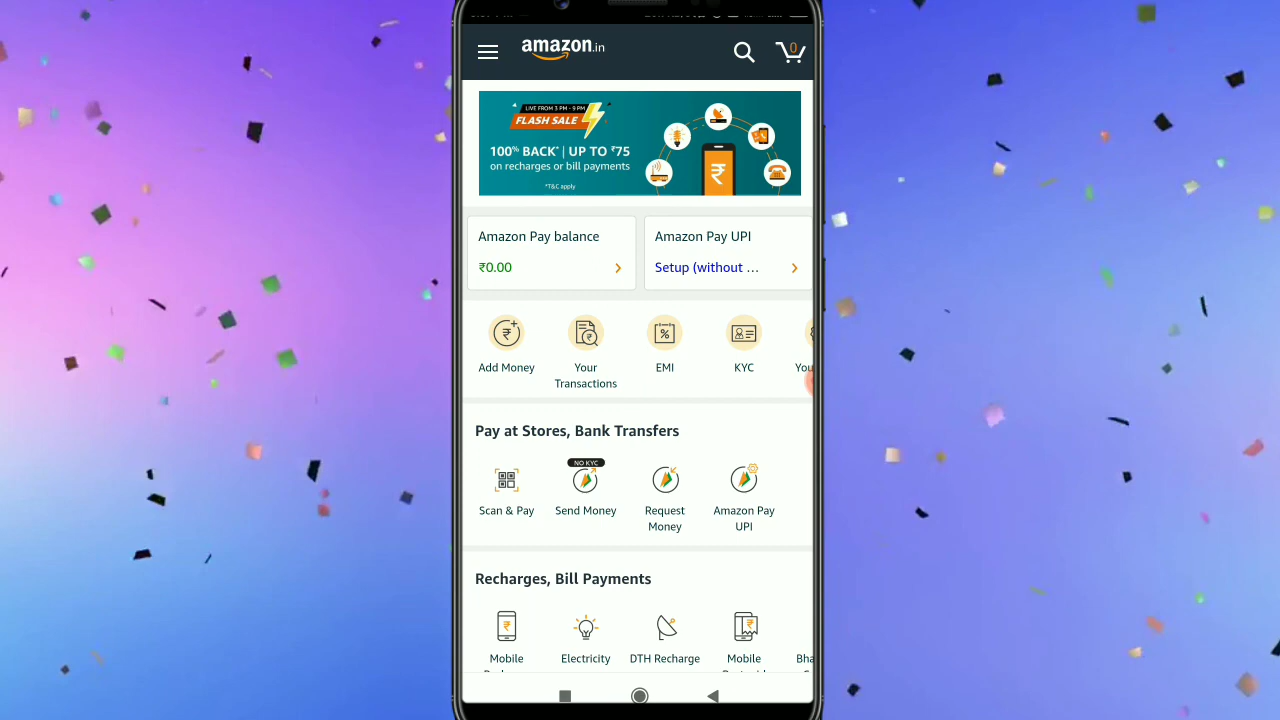 amazon.in
0
LIVE FROM 3 PM - 9 PM
FLASH SALE
100% BACK* | UP TO ₹75
on recharges or bill payments
*T&C apply
₹
Amazon Pay balance
₹0.00
Amazon Pay UPI
Setup (without ...
Add Money
Your
Transactions
EMI
KYC
You
Pay at Stores, Bank Transfers
NO KYC
Scan & Pay
Send Money
Request
Money
Amazon Pay
UPI
Recharges, Bill Payments
Mobile
Electricity
DTH Recharge
Mobile
Bha